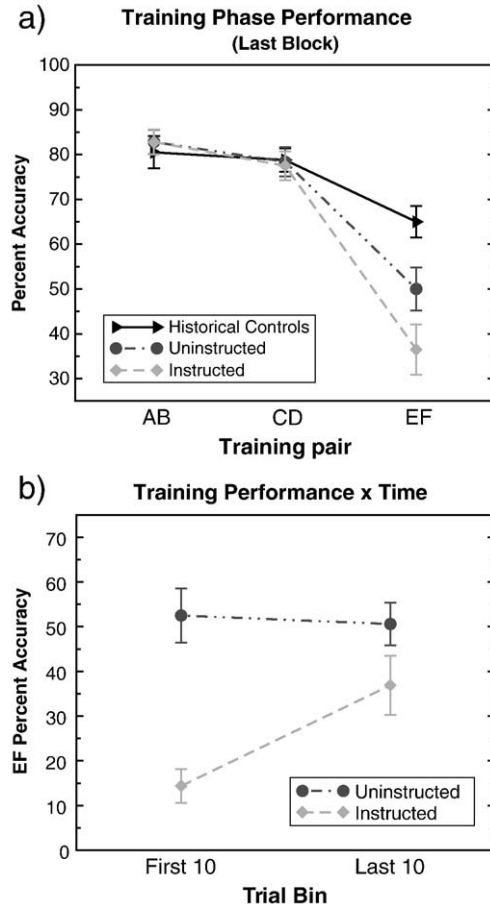 a)
Training Phase Performance
(Last Block)
100
90
80
70
60
50
40
30
Percent Accuracy
Historical Controls
Uninstructed
Instructed
AB CD EF
Training pair
b)
Training Performance x Time
70
60
50
40
30
20
10
0
EF Percent Accuracy
Uninstructed
Instructed
First 10 Last 10
Trial Bin